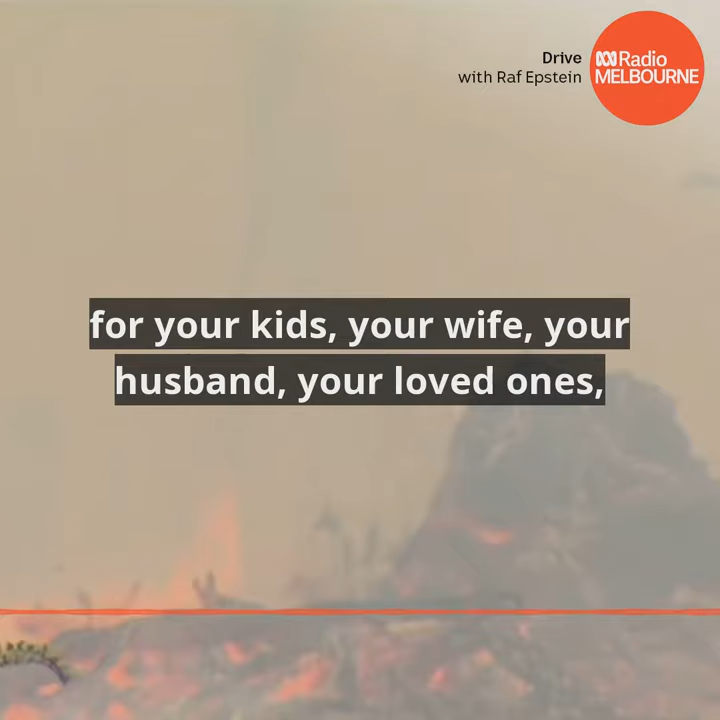 Drive
with Raf Epstein
Radio
MELBOURNE
for your kids, your wife, your
husband, your loved ones,